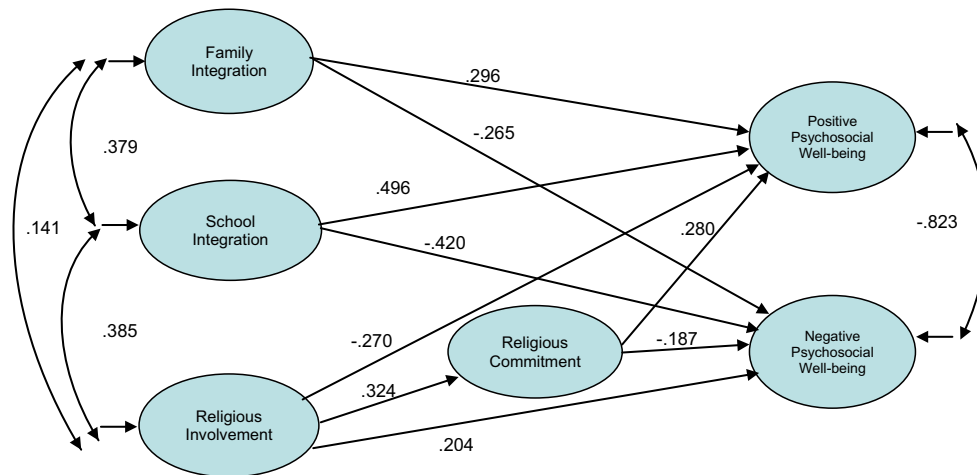 Family
Integration
.296
-.265
Positive
Psychosocial
Well-being
.379
.496
School
Integration
.141
.280
-.823
-.420
.385
-.270
Religious
Commitment
-.187
Negative
Psychosocial
Well-being
.324
Religious
Involvement
.204